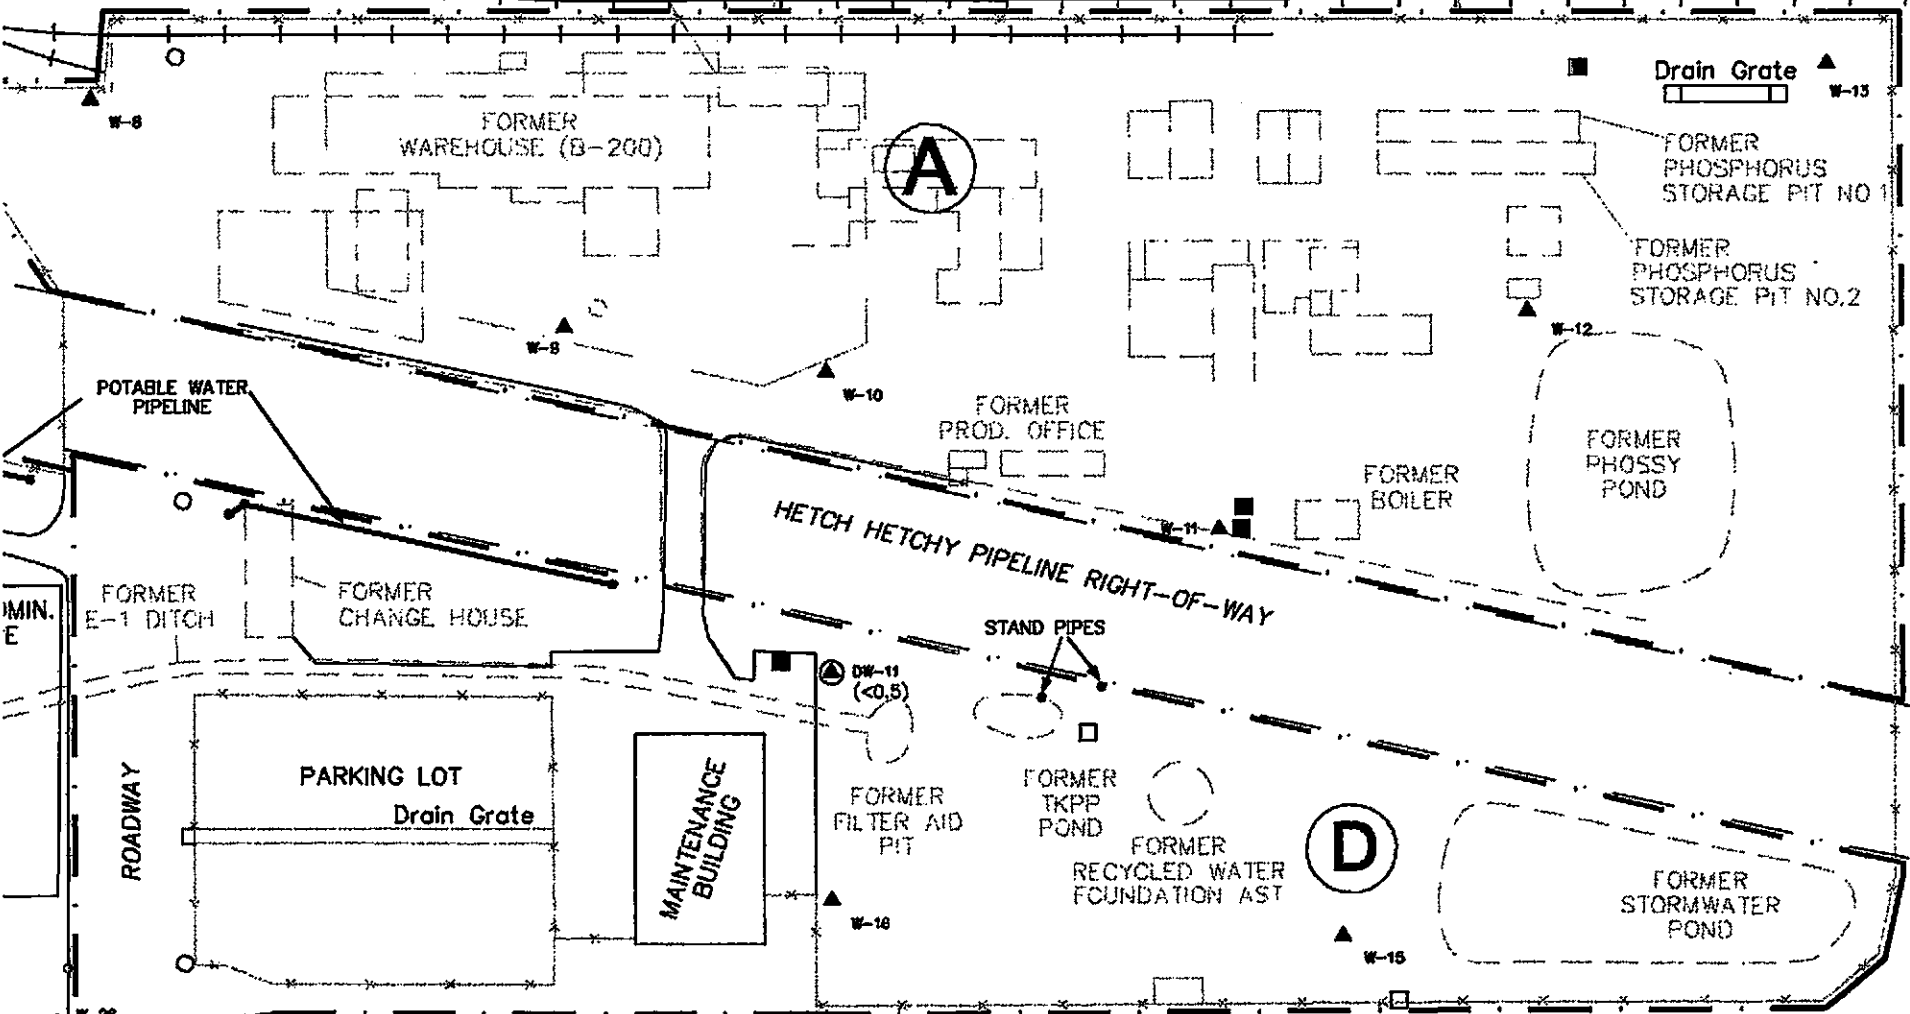 Drain Grate
W-13
W-8
FORMER
WAREHOUSE (B-200)
A
FORMER
PHOSPHORUS
STORAGE PIT NO 1
FORMER
PHOSPHORUS
STORAGE PIT NO.2
W-12
W-9
W-10
POTABLE WATER
PIPELINE
FORMER
PROD. OFFICE
FORMER
BOILER
FORMER
PHOSSY
POND
W-11
HETCH HETCHY PIPELINE RIGHT-OF-WAY
FORMER
E-1 DITCH
FORMER
CHANGE HOUSE
DMIN.
E
STAND PIPES
DW-11
(<0.5)
ROADWAY
PARKING LOT
Drain Grate
MAINTENANCE
BUILDING
FORMER
FILTER AID
PIT
FORMER
TKPP
POND
FORMER
RECYCLED WATER
FOUNDATION AST
D
FORMER
STORMWATER
POND
W-16
W-15